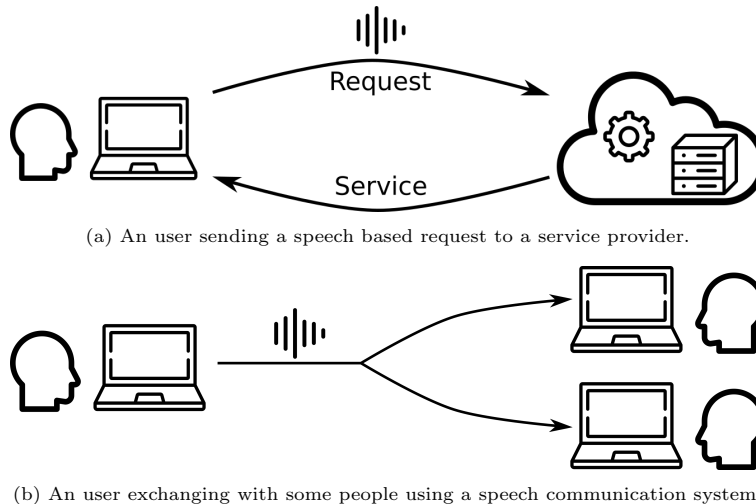 Request
Service
(a) An user sending a speech based request to a service provider.
(b) An user exchanging with some people using a speech communication system